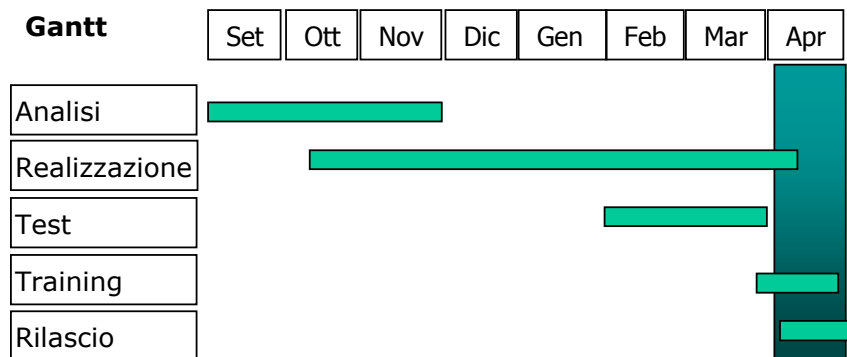 Gantt
Set Ott Nov Dic Gen Feb Mar Apr
Analisi
Realizzazione
Test
Training
Rilascio